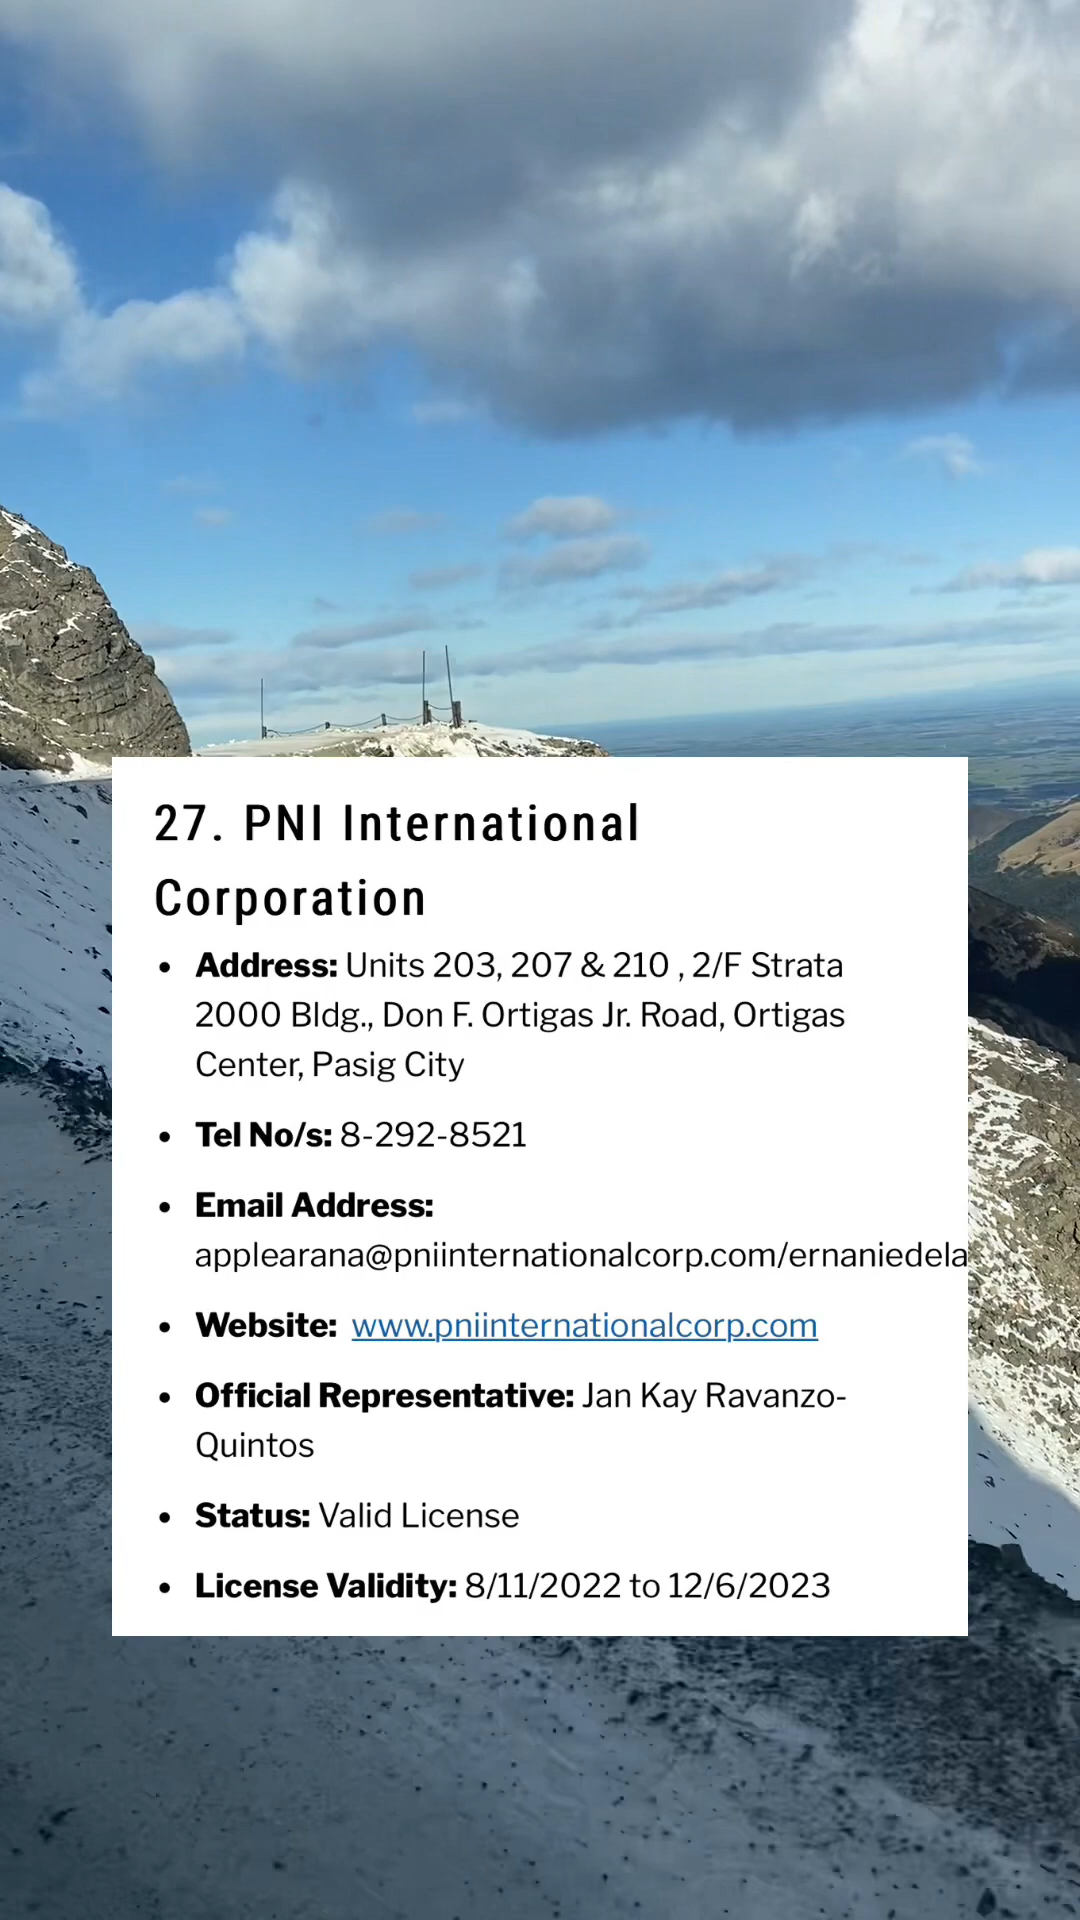 27. PNI International
Corporation
• Address: Units 203, 207 & 210 , 2/F Strata
2000 Bldg., Don F. Ortigas Jr. Road, Ortigas
Center, Pasig City
• Tel No/s: 8-292-8521
• Email Address:
applearana@pniinternationalcorp.com/ernaniedela
• Website: www.pniinternationalcorp.com
• Official Representative: Jan Kay Ravanzo-
Quintos
• Status: Valid License
• License Validity: 8/11/2022 to 12/6/2023